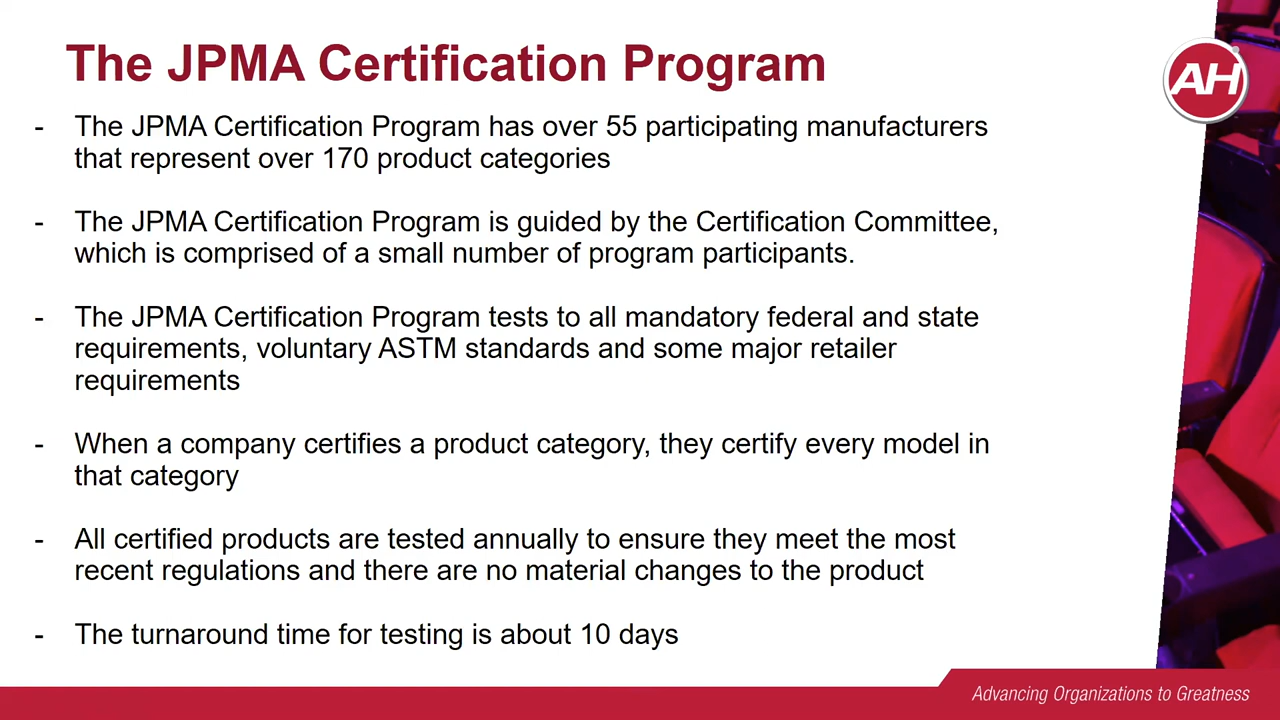 The JPMA Certification Program
AH
- The JPMA Certification Program has over 55 participating manufacturers
that represent over 170 product categories
- The JPMA Certification Program is guided by the Certification Committee,
which is comprised of a small number of program participants.
- The JPMA Certification Program tests to all mandatory federal and state
requirements, voluntary ASTM standards and some major retailer
requirements
- When a company certifies a product category, they certify every model in
that category
- All certified products are tested annually to ensure they meet the most
recent regulations and there are no material changes to the product
- The turnaround time for testing is about 10 days
Advancing Organizations to Greatness